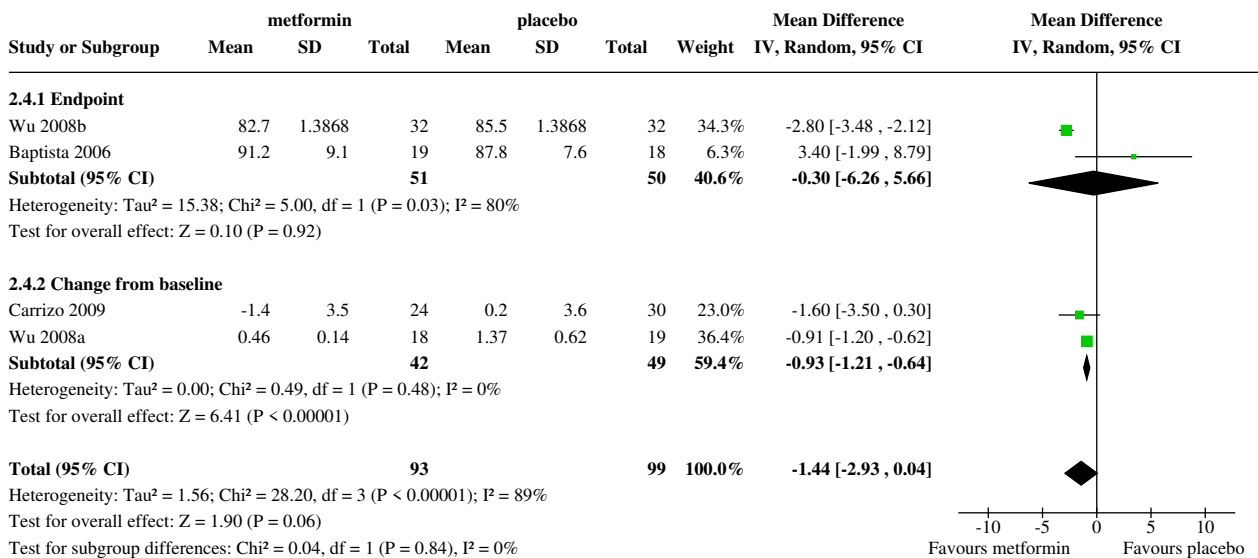 metformin placebo Mean Difference Mean Difference
Study or Subgroup Mean SD Total Mean SD Total Weight IV, Random, 95% CI IV, Random, 95% CI
2.4.1 Endpoint
Wu 2008b 82.7 1.3868 32 85.5 1.3868 32 34.3% -2.80 [-3.48 , -2.12]
Baptista 2006 91.2 9.1 19 87.8 7.6 18 6.3% 3.40 [-1.99 , 8.79]
Subtotal (95% CI) 51 50 40.6% -0.30 [-6.26 , 5.66]
Heterogeneity: Tau² = 15.38; Chi² = 5.00, df = 1 (P = 0.03); I² = 80%
Test for overall effect: Z = 0.10 (P = 0.92)
2.4.2 Change from baseline
Carrizo 2009 -1.4 3.5 24 0.2 3.6 30 23.0% -1.60 [-3.50 , 0.30]
Wu 2008a 0.46 0.14 18 1.37 0.62 19 36.4% -0.91 [-1.20 , -0.62]
Subtotal (95% CI) 42 49 59.4% -0.93 [-1.21 , -0.64]
Heterogeneity: Tau² = 0.00; Chi² = 0.49, df = 1 (P = 0.48); I² = 0%
Test for overall effect: Z = 6.41 (P < 0.00001)
Total (95% CI) 93 99 100.0% -1.44 [-2.93 , 0.04]
Heterogeneity: Tau² = 1.56; Chi² = 28.20, df = 3 (P < 0.00001); I² = 89%
Test for overall effect: Z = 1.90 (P = 0.06)
Test for subgroup differences: Chi² = 0.04, df = 1 (P = 0.84), I² = 0%
-10 -5 0 5 10
Favours metformin Favours placebo